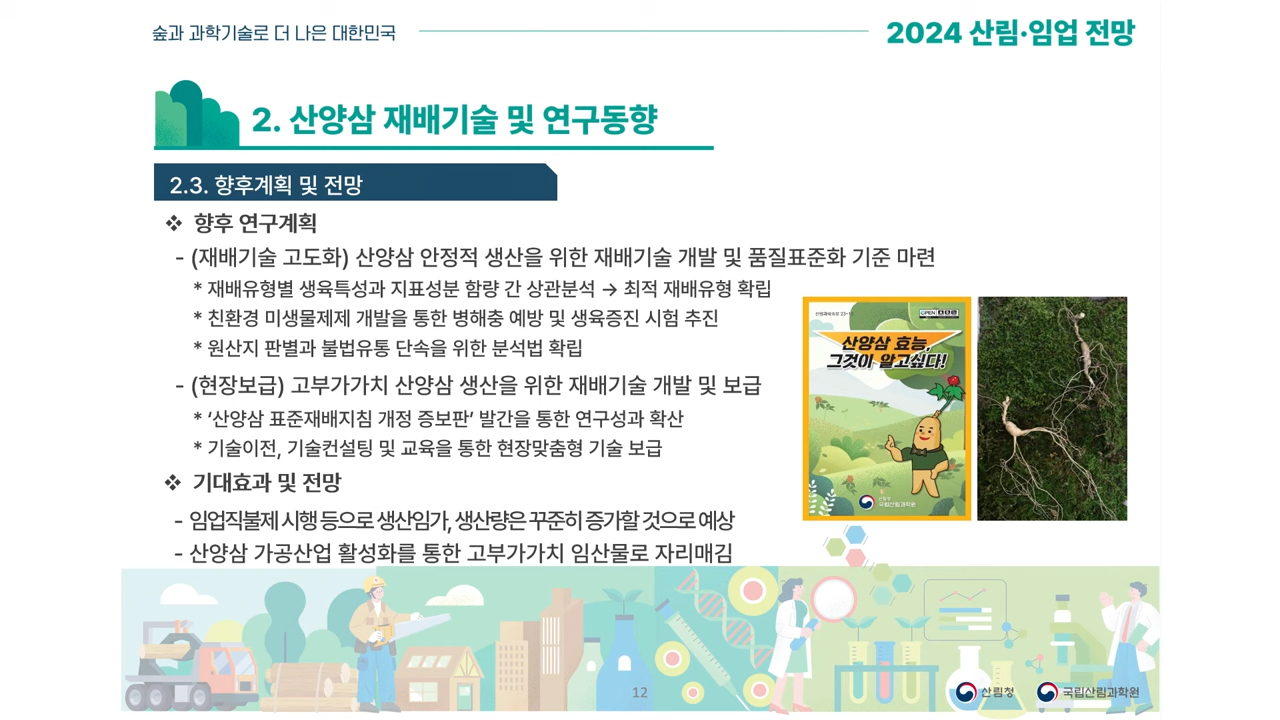 숲과 과학기술로 더 나은 대한민국
2024 산림·임업 전망
2. 산양삼 재배기술 및 연구동향
2.3. 향후계획 및 전망
❖ 향후 연구계획
- (재배기술 고도화) 산양삼 안정적 생산을 위한 재배기술 개발 및 품질표준화 기준 마련
* 재배유형별 생육특성과 지표성분 함량 간 상관분석 → 최적 재배유형 확립
* 친환경 미생물제제 개발을 통한 병해충 예방 및 생육증진 시험 추진
* 원산지 판별과 불법유통 단속을 위한 분석법 확립
- (현장보급) 고부가가치 산양삼 생산을 위한 재배기술 개발 및 보급
* ‘산양삼 표준재배지침 개정 증보판’ 발간을 통한 연구성과 확산
* 기술이전, 기술컨설팅 및 교육을 통한 현장맞춤형 기술 보급
❖ 기대효과 및 전망
- 임업직불제 시행 등으로 생산임가, 생산량은 꾸준히 증가할 것으로 예상
- 산양삼 가공산업 활성화를 통한 고부가가치 임산물로 자리매김
OPEN
산양삼 효능,
그것이 알고싶다!
산림청
국립산림과학원
12
산림청
국립산림과학원